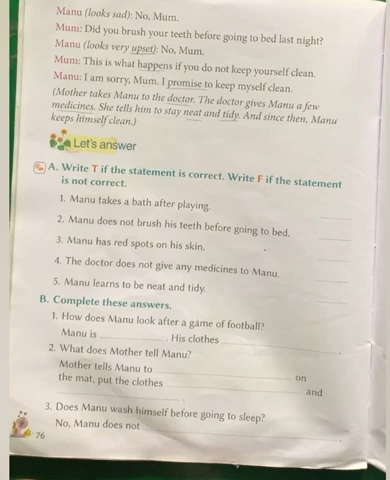 Manu (looks sad): No, Mum.
Mum: Did you brush your teeth before going to bed last night?
Manu (looks very upset): No, Mum.
Mum: This is what happens if you do not keep yourself clean.
Manu: I am sorry, Mum. I promise to keep myself clean.
(Mother takes Manu to the doctor. The doctor gives Manu a few
medicines. She tells him to stay neat and tidy. And since then, Manu
keeps himself clean.)
Let's answer
A. Write T if the statement is correct. Write F if the statement
is not correct.
1. Manu takes a bath after playing.
2. Manu does not brush his teeth before going to bed.
3. Manu has red spots on his skin.
4. The doctor does not give any medicines to Manu.
5. Manu learns to be neat and tidy.
B. Complete these answers.
1. How does Manu look after a game of football?
Manu is ____________. His clothes ____________.
2. What does Mother tell Manu?
Mother tells Manu to ____________ on
the mat, put the clothes ____________ and
____________.
3. Does Manu wash himself before going to sleep?
No, Manu does not ____________.
76